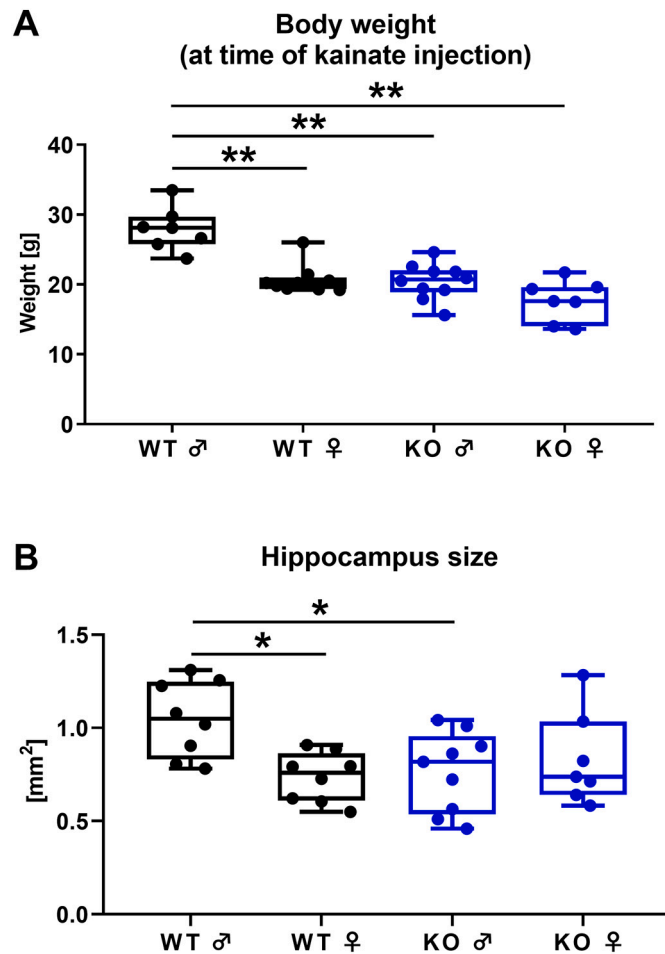 A
Body weight
(at time of kainate injection)
**
**
**
Weight [g]
40
30
20
10
0
WT ♂
WT ♀
KO ♂
KO ♀
B
Hippocampus size
*
*
[mm²]
1.5
1.0
0.5
0.0
WT ♂
WT ♀
KO ♂
KO ♀